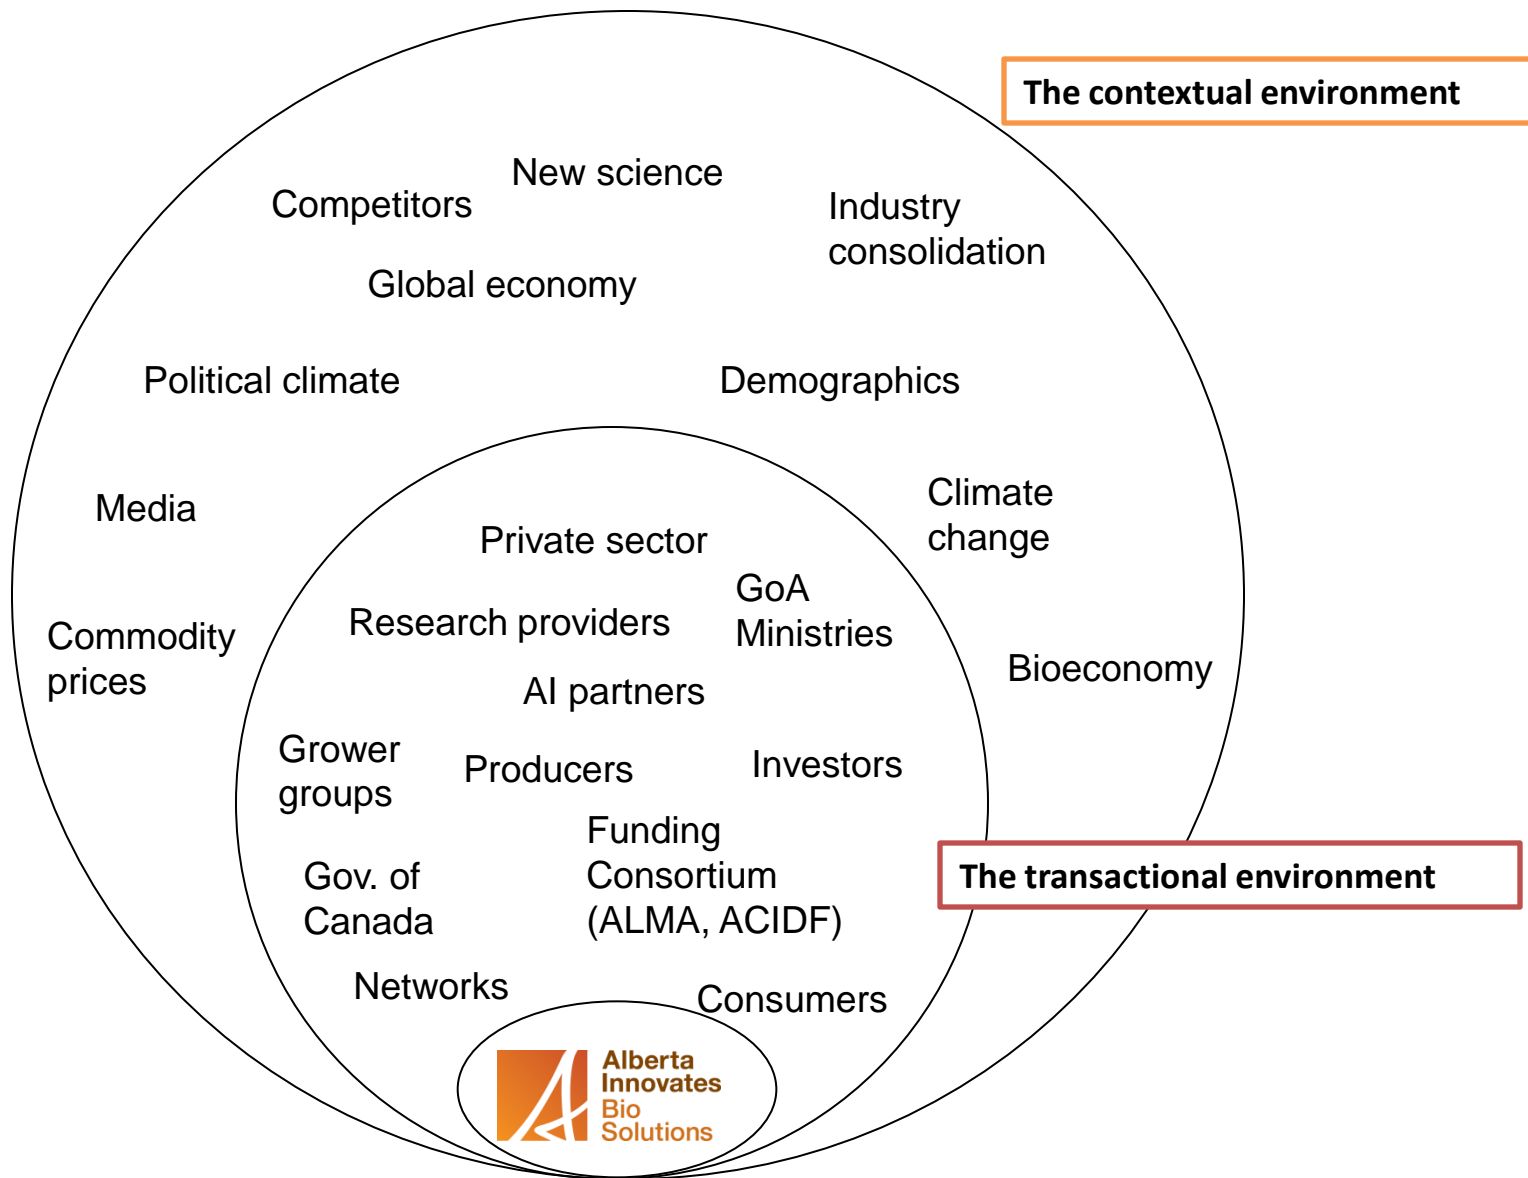 The contextual environment
New science
Competitors
Industry
consolidation
Global economy
Political climate
Demographics
Media
Climate
change
Private sector
GoA
Ministries
Research providers
Commodity
prices
Bioeconomy
AI partners
Grower
groups
Producers
Investors
Funding
Consortium
(ALMA, ACIDF)
The transactional environment
Gov. of
Canada
Networks
Consumers
Alberta
Innovates
Bio
Solutions